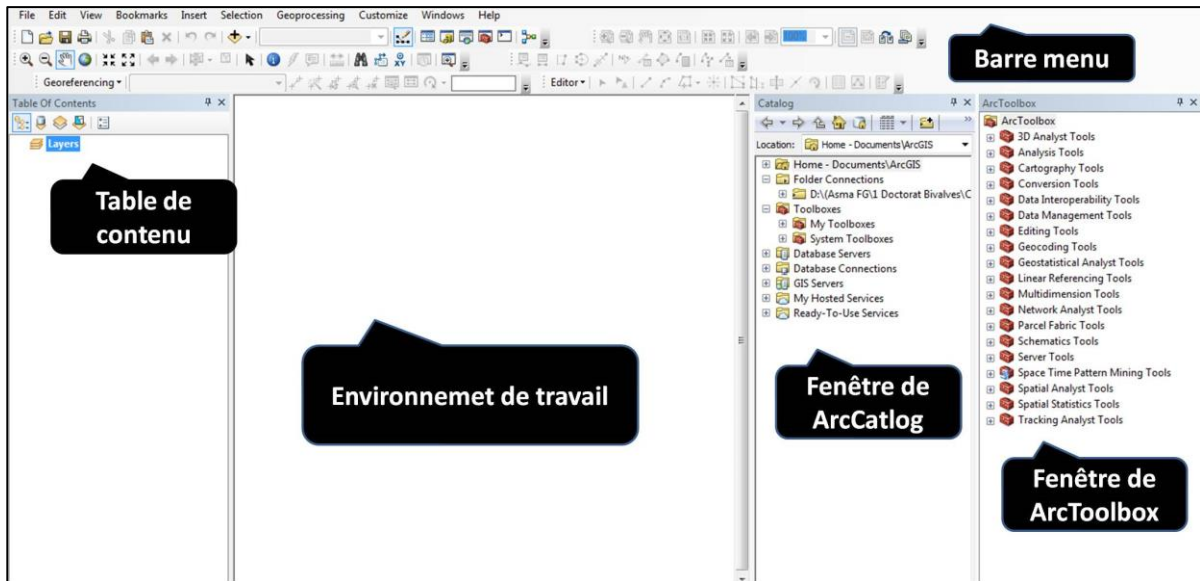 File Edit View Bookmarks Insert Selection Geoprocessing Customize Windows Help
100%
Georeferencing
Editor
Barre menu
Table Of Contents
Layers
Table de
contenu
Environnemet de travail
Catalog
Location: Home - Documents\ArcGIS
Home - Documents\ArcGIS
Folder Connections
D:\(Asma FG\1 Doctorat Bivalves\C
Toolboxes
My Toolboxes
System Toolboxes
Database Servers
Database Connections
GIS Servers
My Hosted Services
Ready-To-Use Services
Fenêtre de
ArcCatlog
ArcToolbox
ArcToolbox
3D Analyst Tools
Analysis Tools
Cartography Tools
Conversion Tools
Data Interoperability Tools
Data Management Tools
Editing Tools
Geocoding Tools
Geostatistical Analyst Tools
Linear Referencing Tools
Multidimension Tools
Network Analyst Tools
Parcel Fabric Tools
Schematics Tools
Server Tools
Space Time Pattern Mining Tools
Spatial Analyst Tools
Spatial Statistics Tools
Tracking Analyst Tools
Fenêtre de
ArcToolbox